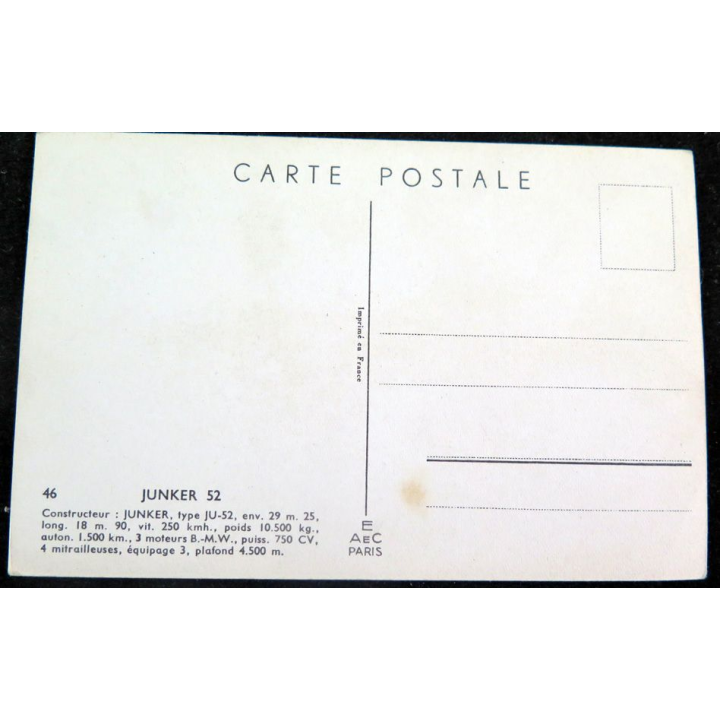 CARTE POSTALE
Imprimé en France
46 JUNKER 52
Constructeur : JUNKER, type JU-52, env. 29 m. 25,
long. 18 m. 90, vit. 250 kmh., poids 10.500 kg.,
auton. 1.500 km., 3 moteurs B.-M.W., puiss. 750 CV,
4 mitrailleuses, équipage 3, plafond 4.500 m.
E
AEC
PARIS